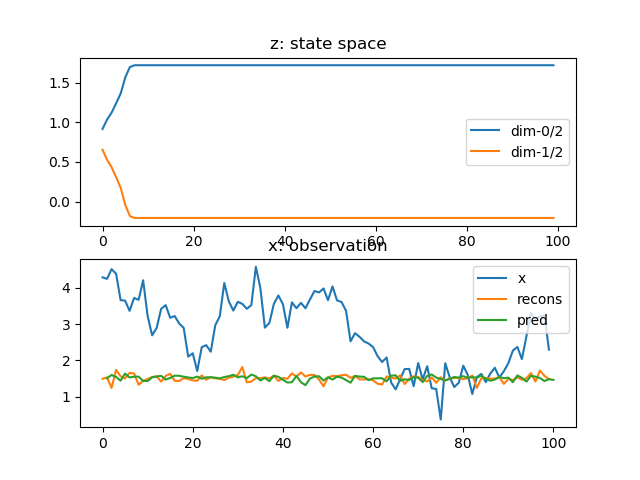 z: state space
1.5
1.0
0.5
0.0
dim-0/2
dim-1/2
0 20 40 60 80 100
x: observation
4
3
2
1
x
recons
pred
0 20 40 60 80 100